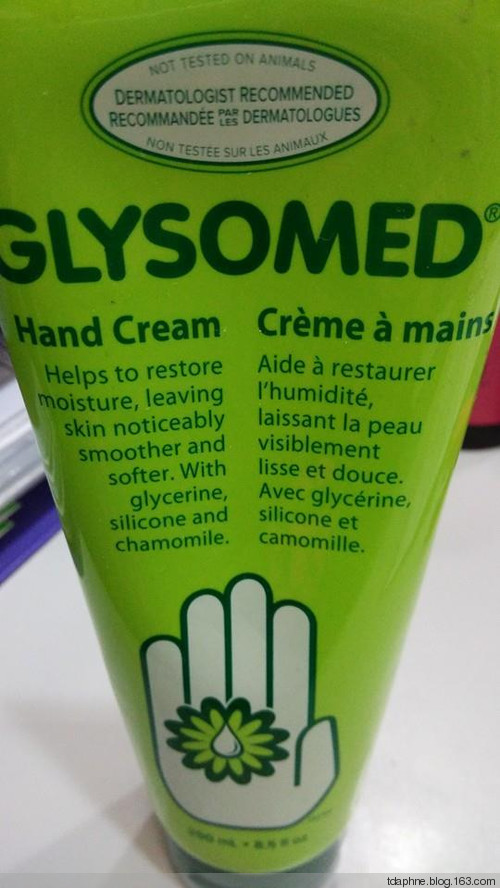 NOT TESTED ON ANIMALS
DERMATOLOGIST RECOMMENDED
RECOMMANDÉE PAR LES DERMATOLOGUES
NON TESTÉE SUR LES ANIMAUX
GLYSOMED®
Hand Cream
Helps to restore
moisture, leaving
skin noticeably
smoother and
softer. With
glycerine,
silicone and
chamomile.
Crème à mains
Aide à restaurer
l'humidité,
laissant la peau
visiblement
lisse et douce.
Avec glycérine,
silicone et
camomille.
250 mL • 8.5 fl oz
tdaphne.blog.163.com